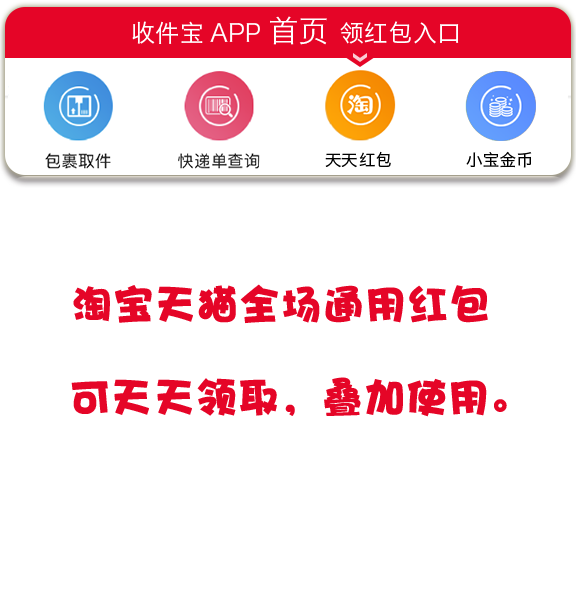 收件宝 APP 首页 领红包入口
淘
包裹取件 快递单查询 天天红包 小宝金币
淘宝天猫全场通用红包
可天天领取，叠加使用。